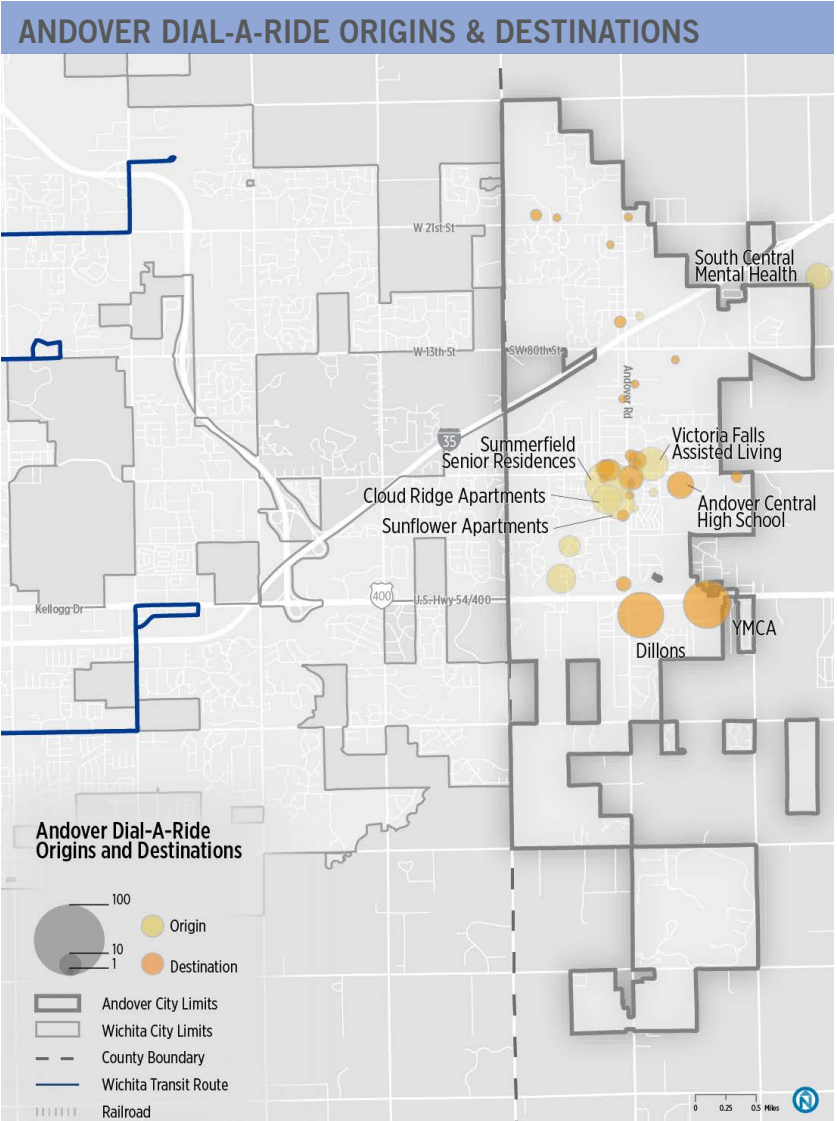 ANDOVER DIAL-A-RIDE ORIGINS & DESTINATIONS
W 21st St
South Central
Mental Health
W 13th St
SW 80th St
Andover Rd
35
Summerfield
Senior Residences
Victoria Falls
Assisted Living
Cloud Ridge Apartments
Andover Central
High School
Sunflower Apartments
400
U.S. Hwy 54/400
Kellogg Dr
YMCA
Dillons
Andover Dial-A-Ride
Origins and Destinations
100
10
1
Origin
Destination
Andover City Limits
Wichita City Limits
County Boundary
Wichita Transit Route
Railroad
0 0.25 0.5 Miles
N